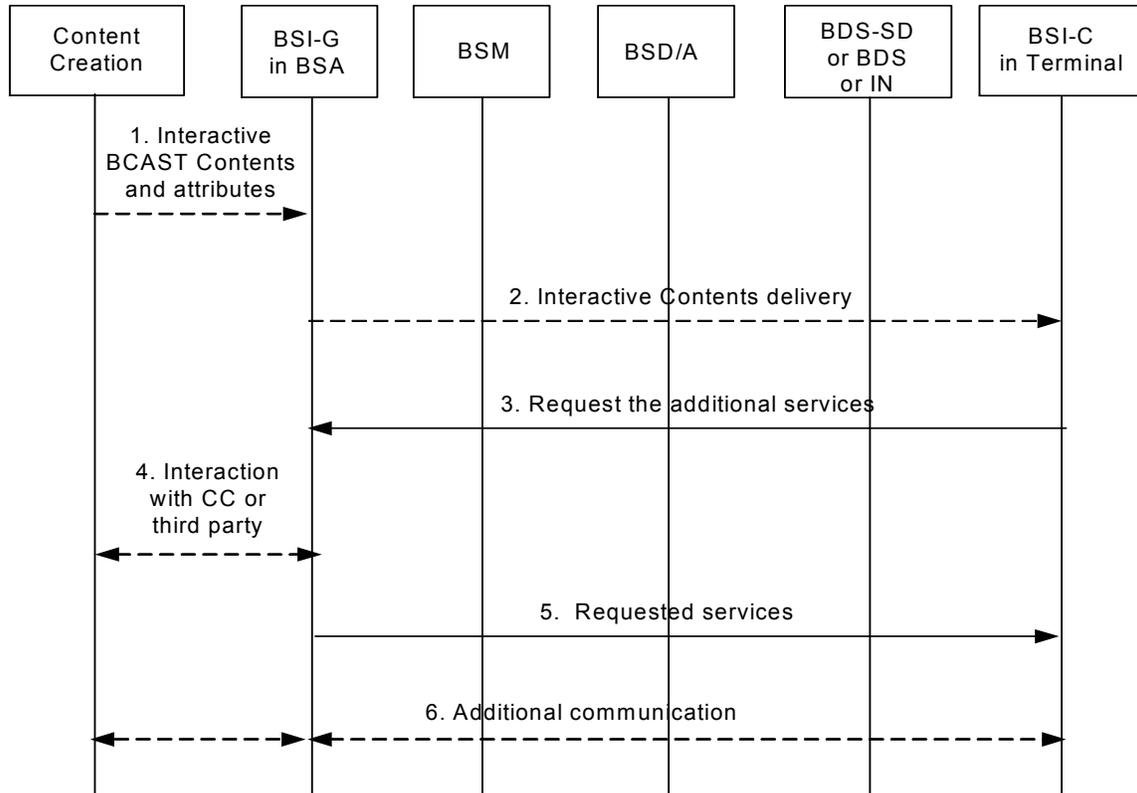 Content
Creation
BSI-G
in BSA
BSM
BSD/A
BDS-SD
or BDS
or IN
BSI-C
in Terminal
1. Interactive
BCAST Contents
and attributes
2. Interactive Contents delivery
3. Request the additional services
4. Interaction
with CC or
third party
5. Requested services
6. Additional communication